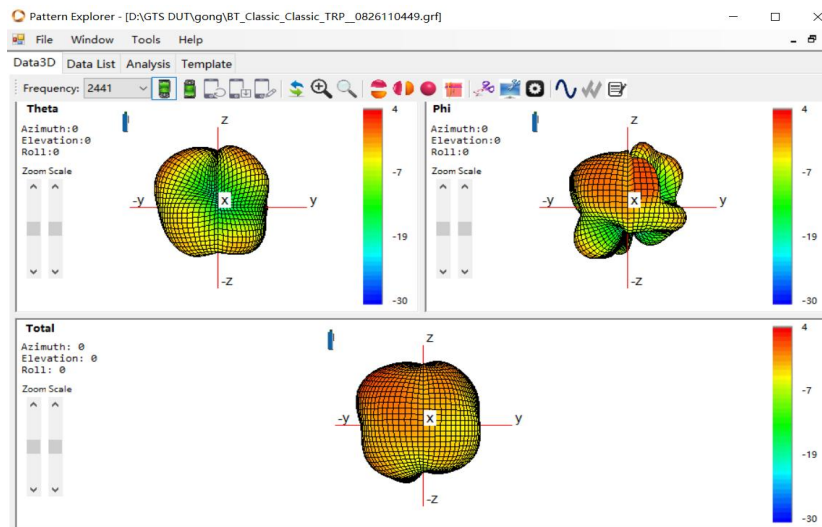 Pattern Explorer - [D:\GTS DUT\gong\BT_Classic_Classic_TRP__0826110449.grf]
File Window Tools Help
Data3D Data List Analysis Template
Frequency: 2441
Theta
Azimuth:0
Elevation:0
Roll:0
Zoom Scale
z
-y
x
y
-z
4
-7
-19
-30
Phi
Azimuth:0
Elevation:0
Roll:0
Zoom Scale
z
-y
x
y
-z
4
-7
-19
-30
Total
Azimuth: 0
Elevation: 0
Roll: 0
Zoom Scale
z
-y
x
y
-z
4
-7
-19
-30